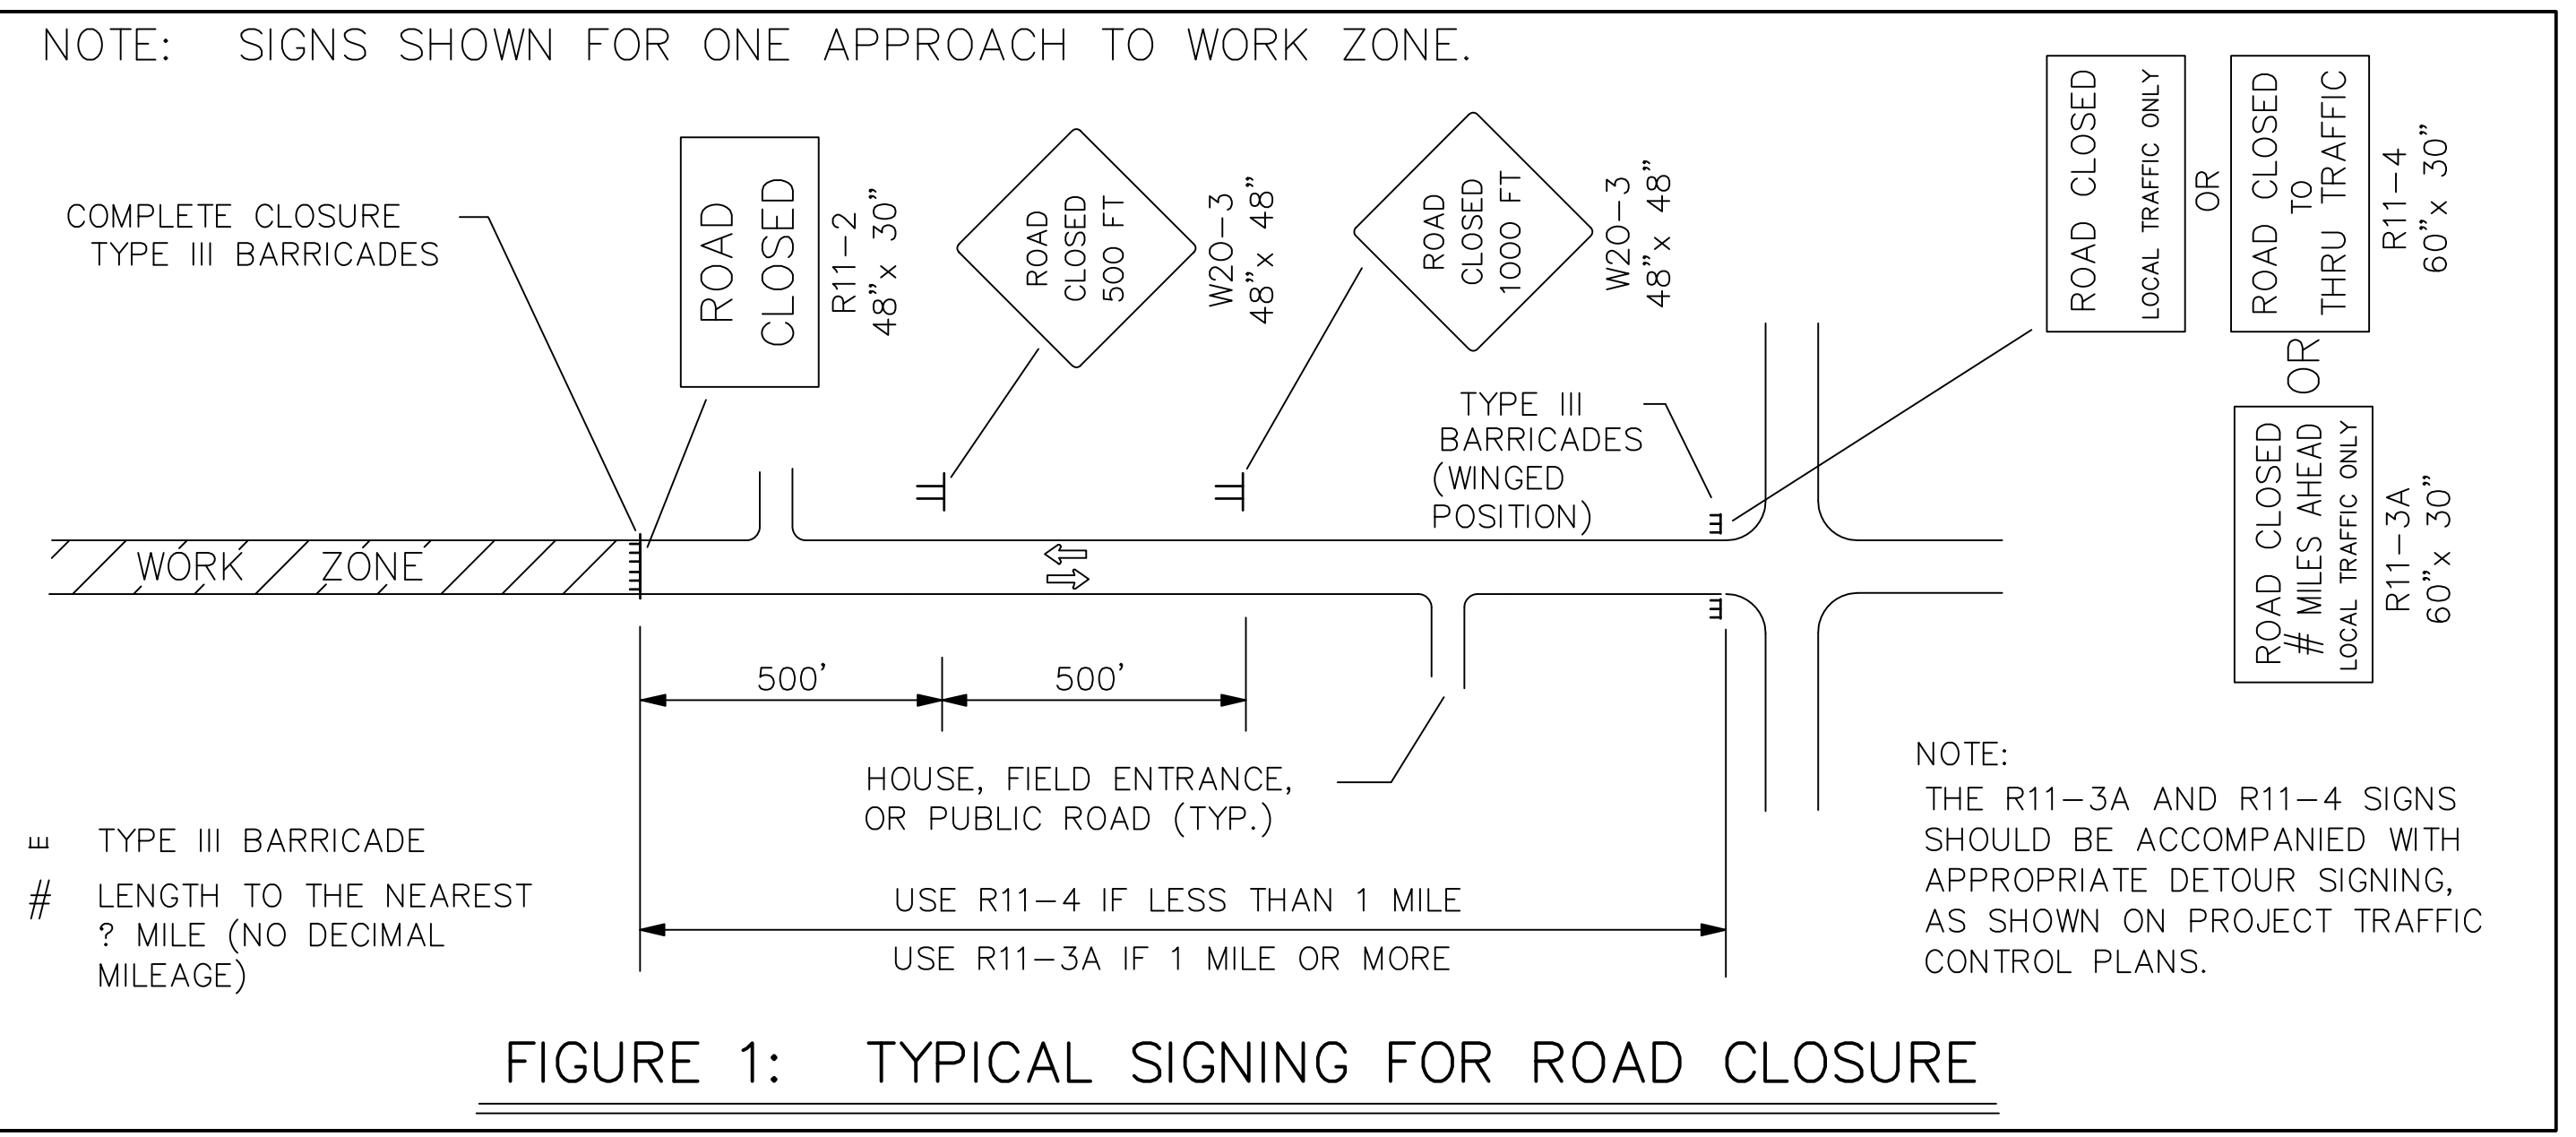 NOTE: SIGNS SHOWN FOR ONE APPROACH TO WORK ZONE.
COMPLETE CLOSURE
TYPE III BARRICADES
ROAD
CLOSED
R11-2
48"x 30"
ROAD
CLOSED
500 FT
W20-3
48"x 48"
ROAD
CLOSED
1000 FT
W20-3
48"x 48"
TYPE III
BARRICADES
(WINGED
POSITION)
ROAD CLOSED
LOCAL TRAFFIC ONLY
OR
ROAD CLOSED
TO
THRU TRAFFIC
R11-4
60"x 30"
OR
ROAD CLOSED
# MILES AHEAD
LOCAL TRAFFIC ONLY
R11-3A
60"x 30"
WORK ZONE
500'
500'
HOUSE, FIELD ENTRANCE,
OR PUBLIC ROAD (TYP.)
USE R11-4 IF LESS THAN 1 MILE
USE R11-3A IF 1 MILE OR MORE
TYPE III BARRICADE
# LENGTH TO THE NEAREST
? MILE (NO DECIMAL
MILEAGE)
NOTE:
THE R11-3A AND R11-4 SIGNS
SHOULD BE ACCOMPANIED WITH
APPROPRIATE DETOUR SIGNING,
AS SHOWN ON PROJECT TRAFFIC
CONTROL PLANS.
FIGURE 1: TYPICAL SIGNING FOR ROAD CLOSURE